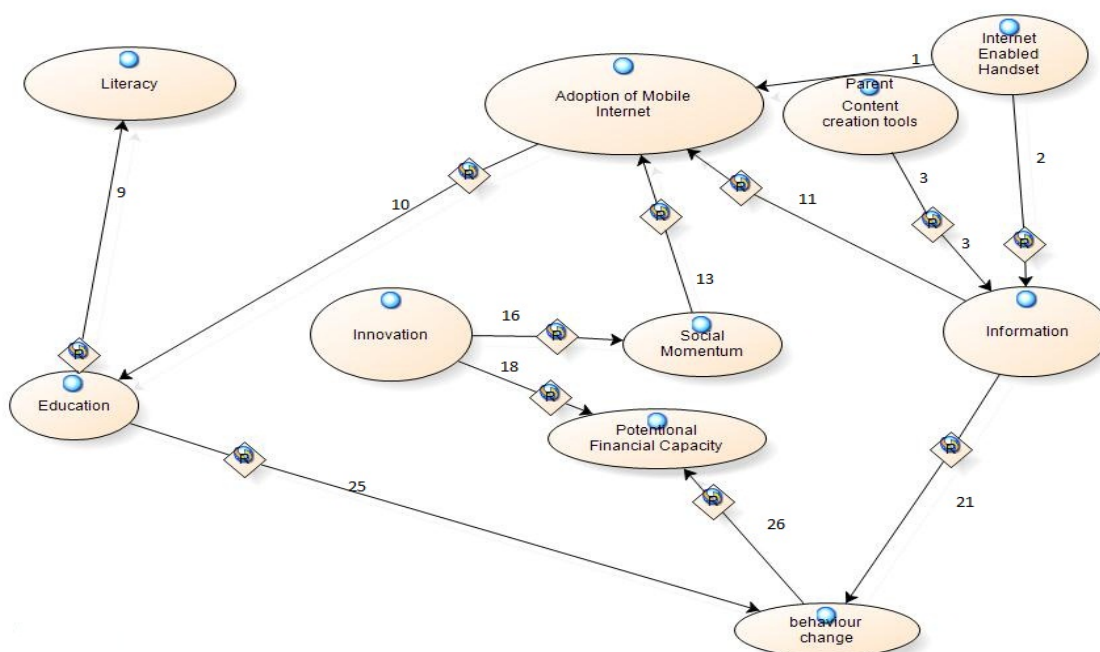 Literacy
Adoption of Mobile
Internet
1
Internet
Enabled
Handset
Parent
Content
creation tools
9
10
R
R
11
3
2
R
3
R
R
13
Innovation
16
R
Social
Momentum
Information
R
Education
18
R
Potentional
Financial Capacity
R
25
R
26
R
21
behaviour
change